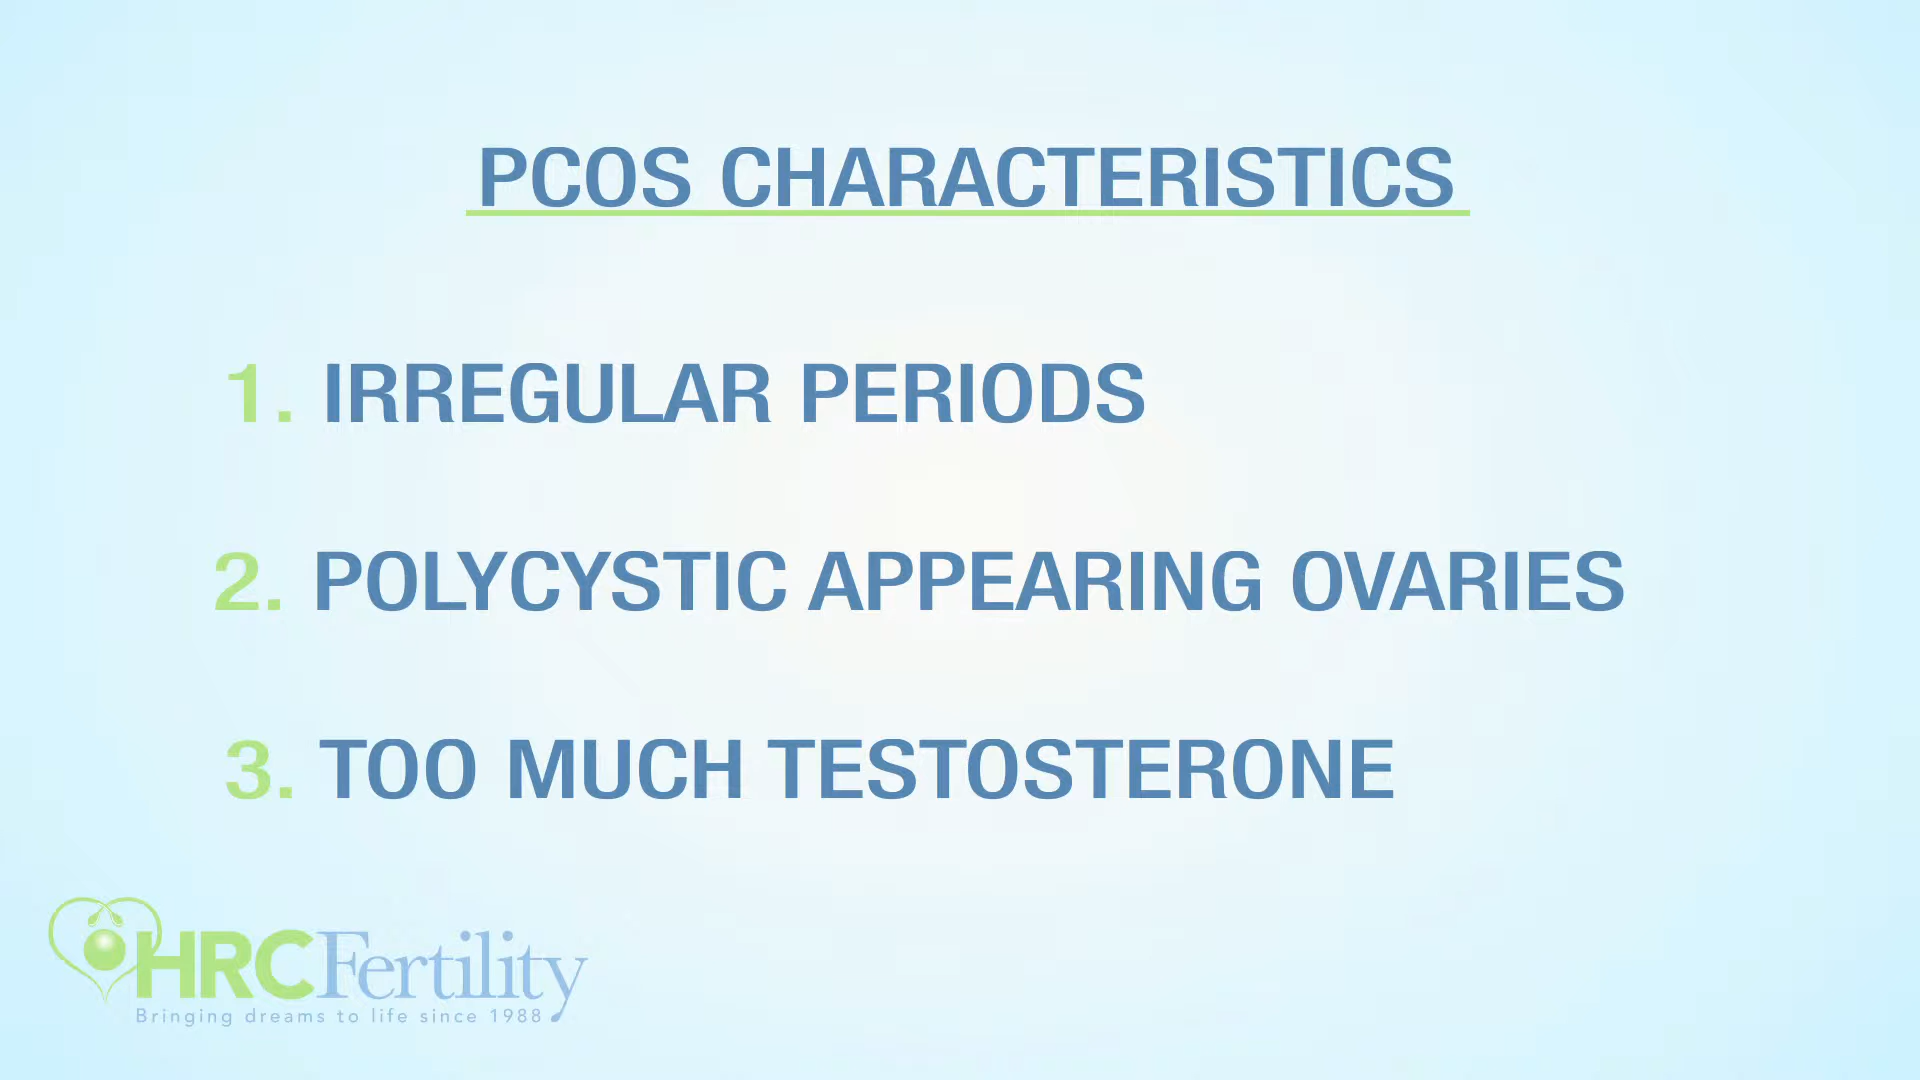 PCOS CHARACTERISTICS
1. IRREGULAR PERIODS
2. POLYCYSTIC APPEARING OVARIES
3. TOO MUCH TESTOSTERONE
HRCFertility
Bringing dreams to life since 1988